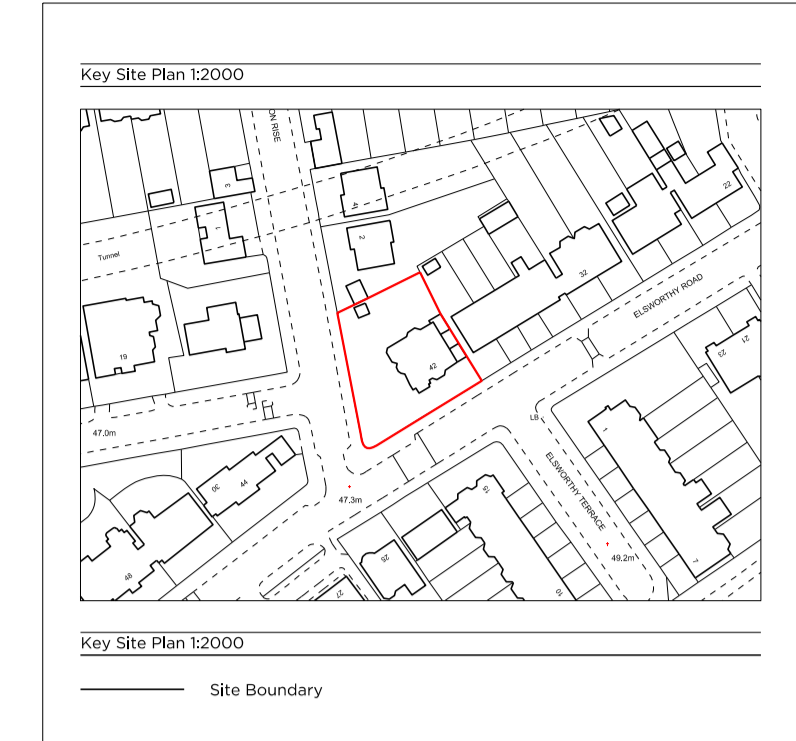 Key Site Plan 1:2000
ON RISE
3
4
22
1
2
Tunnel
32
ELSWORTHY ROAD
19
42
21
23
LB
1
47.0m
ELSWORTHY TERRACE
44
30
15
47.3m
25
49.2m
7
48
27
10
Key Site Plan 1:2000
Site Boundary